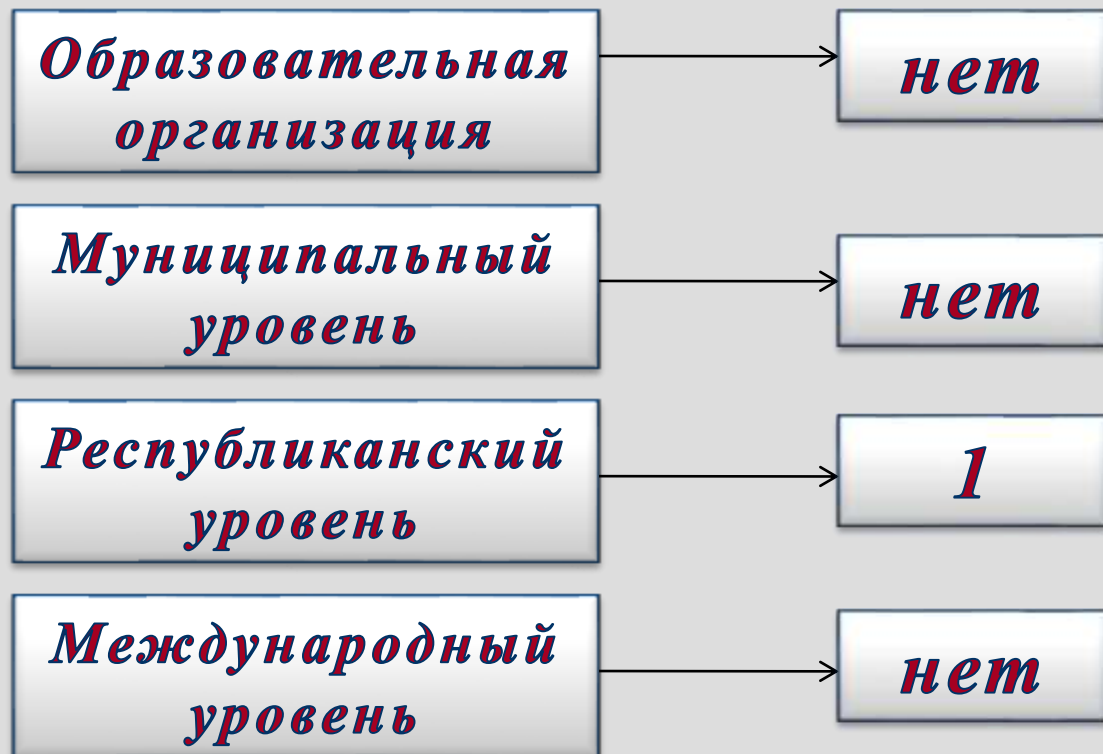 Образовательная
организация
нет
Муниципальный
уровень
нет
Республиканский
уровень
1
Международный
уровень
нет